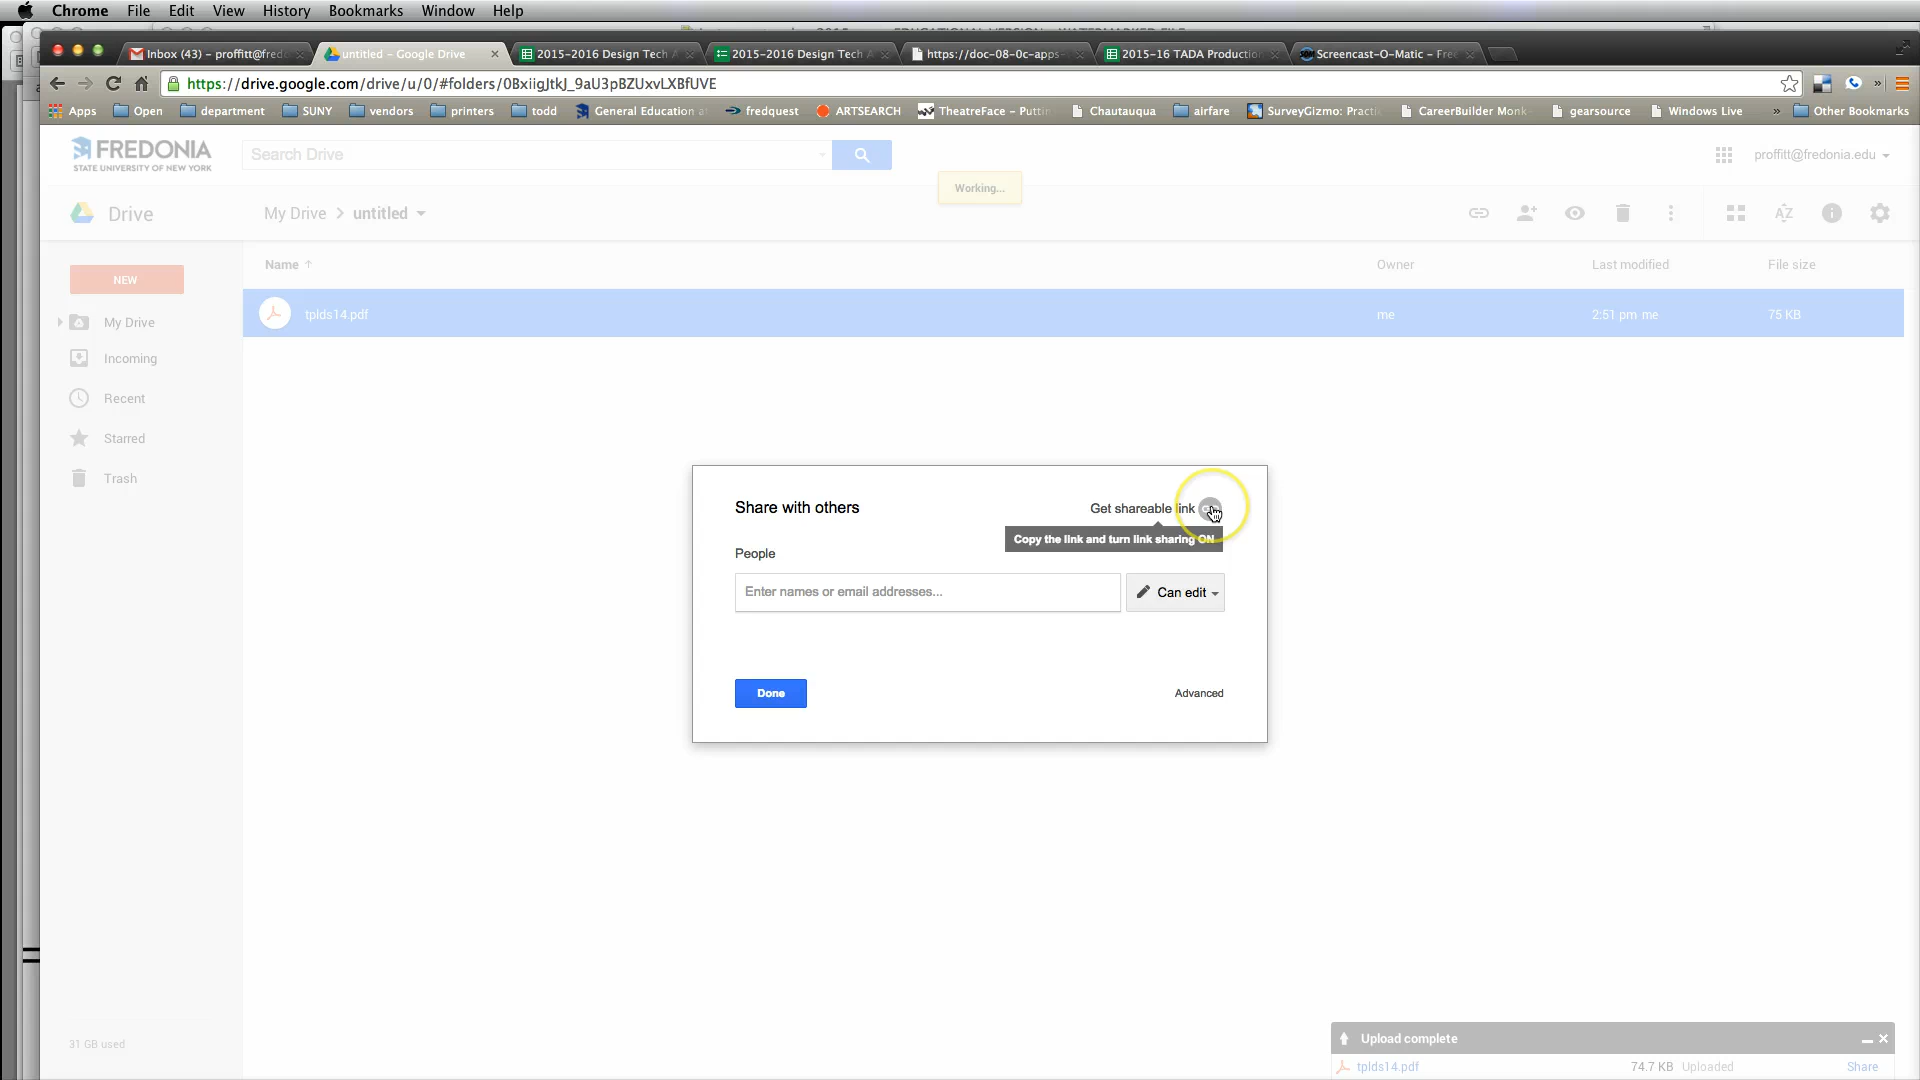 Chrome File Edit View History Bookmarks Window Help
Inbox (43) – proffitt@fred
untitled – Google Drive
2015–2016 Design Tech A
2015–2016 Design Tech A
https://doc-08-0c-apps-
2015–16 TADA Production
Screencast-O-Matic – Free
https://drive.google.com/drive/u/0/#folders/0BxiigJtkJ_9aU3pBZUxvLXBfUVE
Apps Open department SUNY vendors printers todd General Education at fredquest ARTSEARCH TheatreFace – Puttin Chautauqua airfare SurveyGizmo: Practi CareerBuilder Monk gearsource Windows Live » Other Bookmarks
FREDONIA
STATE UNIVERSITY OF NEW YORK
Search Drive
proffitt@fredonia.edu
Working...
Drive
My Drive > untitled
Name ↑ Owner Last modified File size
NEW
tplds14.pdf me 2:51 pm me 75 KB
My Drive
Incoming
Recent
Starred
Trash
Share with others
Get shareable link
Copy the link and turn link sharing ON
People
Enter names or email addresses...
Can edit
Done
Advanced
31 GB used
Upload complete
tplds14.pdf 74.7 KB Uploaded Share